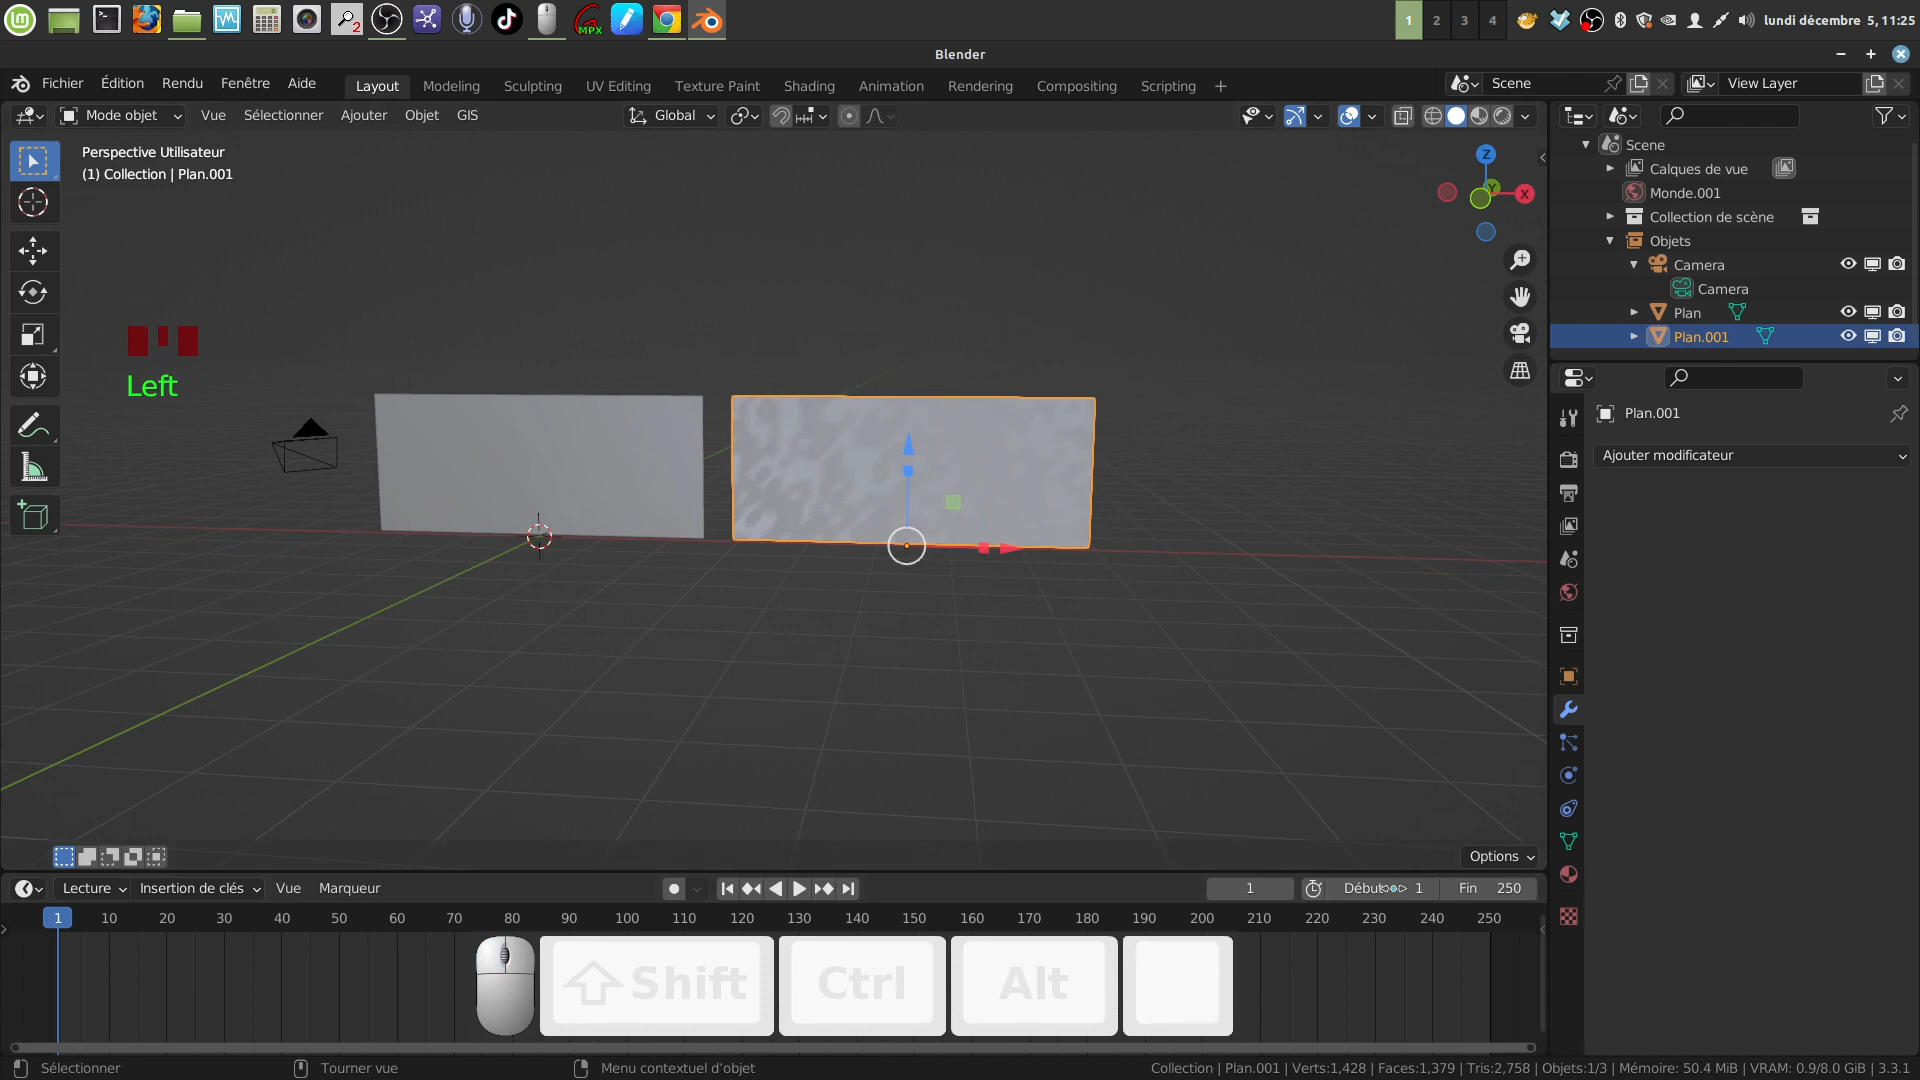 2
MPX
1 2 3 4
lundi décembre 5, 11:25
Blender
Fichier Édition Rendu Fenêtre Aide
Layout Modeling Sculpting UV Editing Texture Paint Shading Animation Rendering Compositing Scripting +
Scene
View Layer
Mode objet Vue Sélectionner Ajouter Objet GIS
Global
Perspective Utilisateur
(1) Collection | Plan.001
Z
Y
X
Left
Scene
Calques de vue
Monde.001
Collection de scène
Objets
Camera
Camera
Plan
Plan.001
Plan.001
Ajouter modificateur
Options
Lecture Insertion de clés Vue Marqueur
1
Début 1
Fin 250
1 10 20 30 40 50 60 70 80 90 100 110 120 130 140 150 160 170 180 190 200 210 220 230 240 250
Shift Ctrl Alt
Sélectionner
Tourner vue
Menu contextuel d'objet
Collection | Plan.001 | Verts:1,428 | Faces:1,379 | Tris:2,758 | Objets:1/3 | Mémoire: 50.4 MiB | VRAM: 0.9/8.0 GiB | 3.3.1